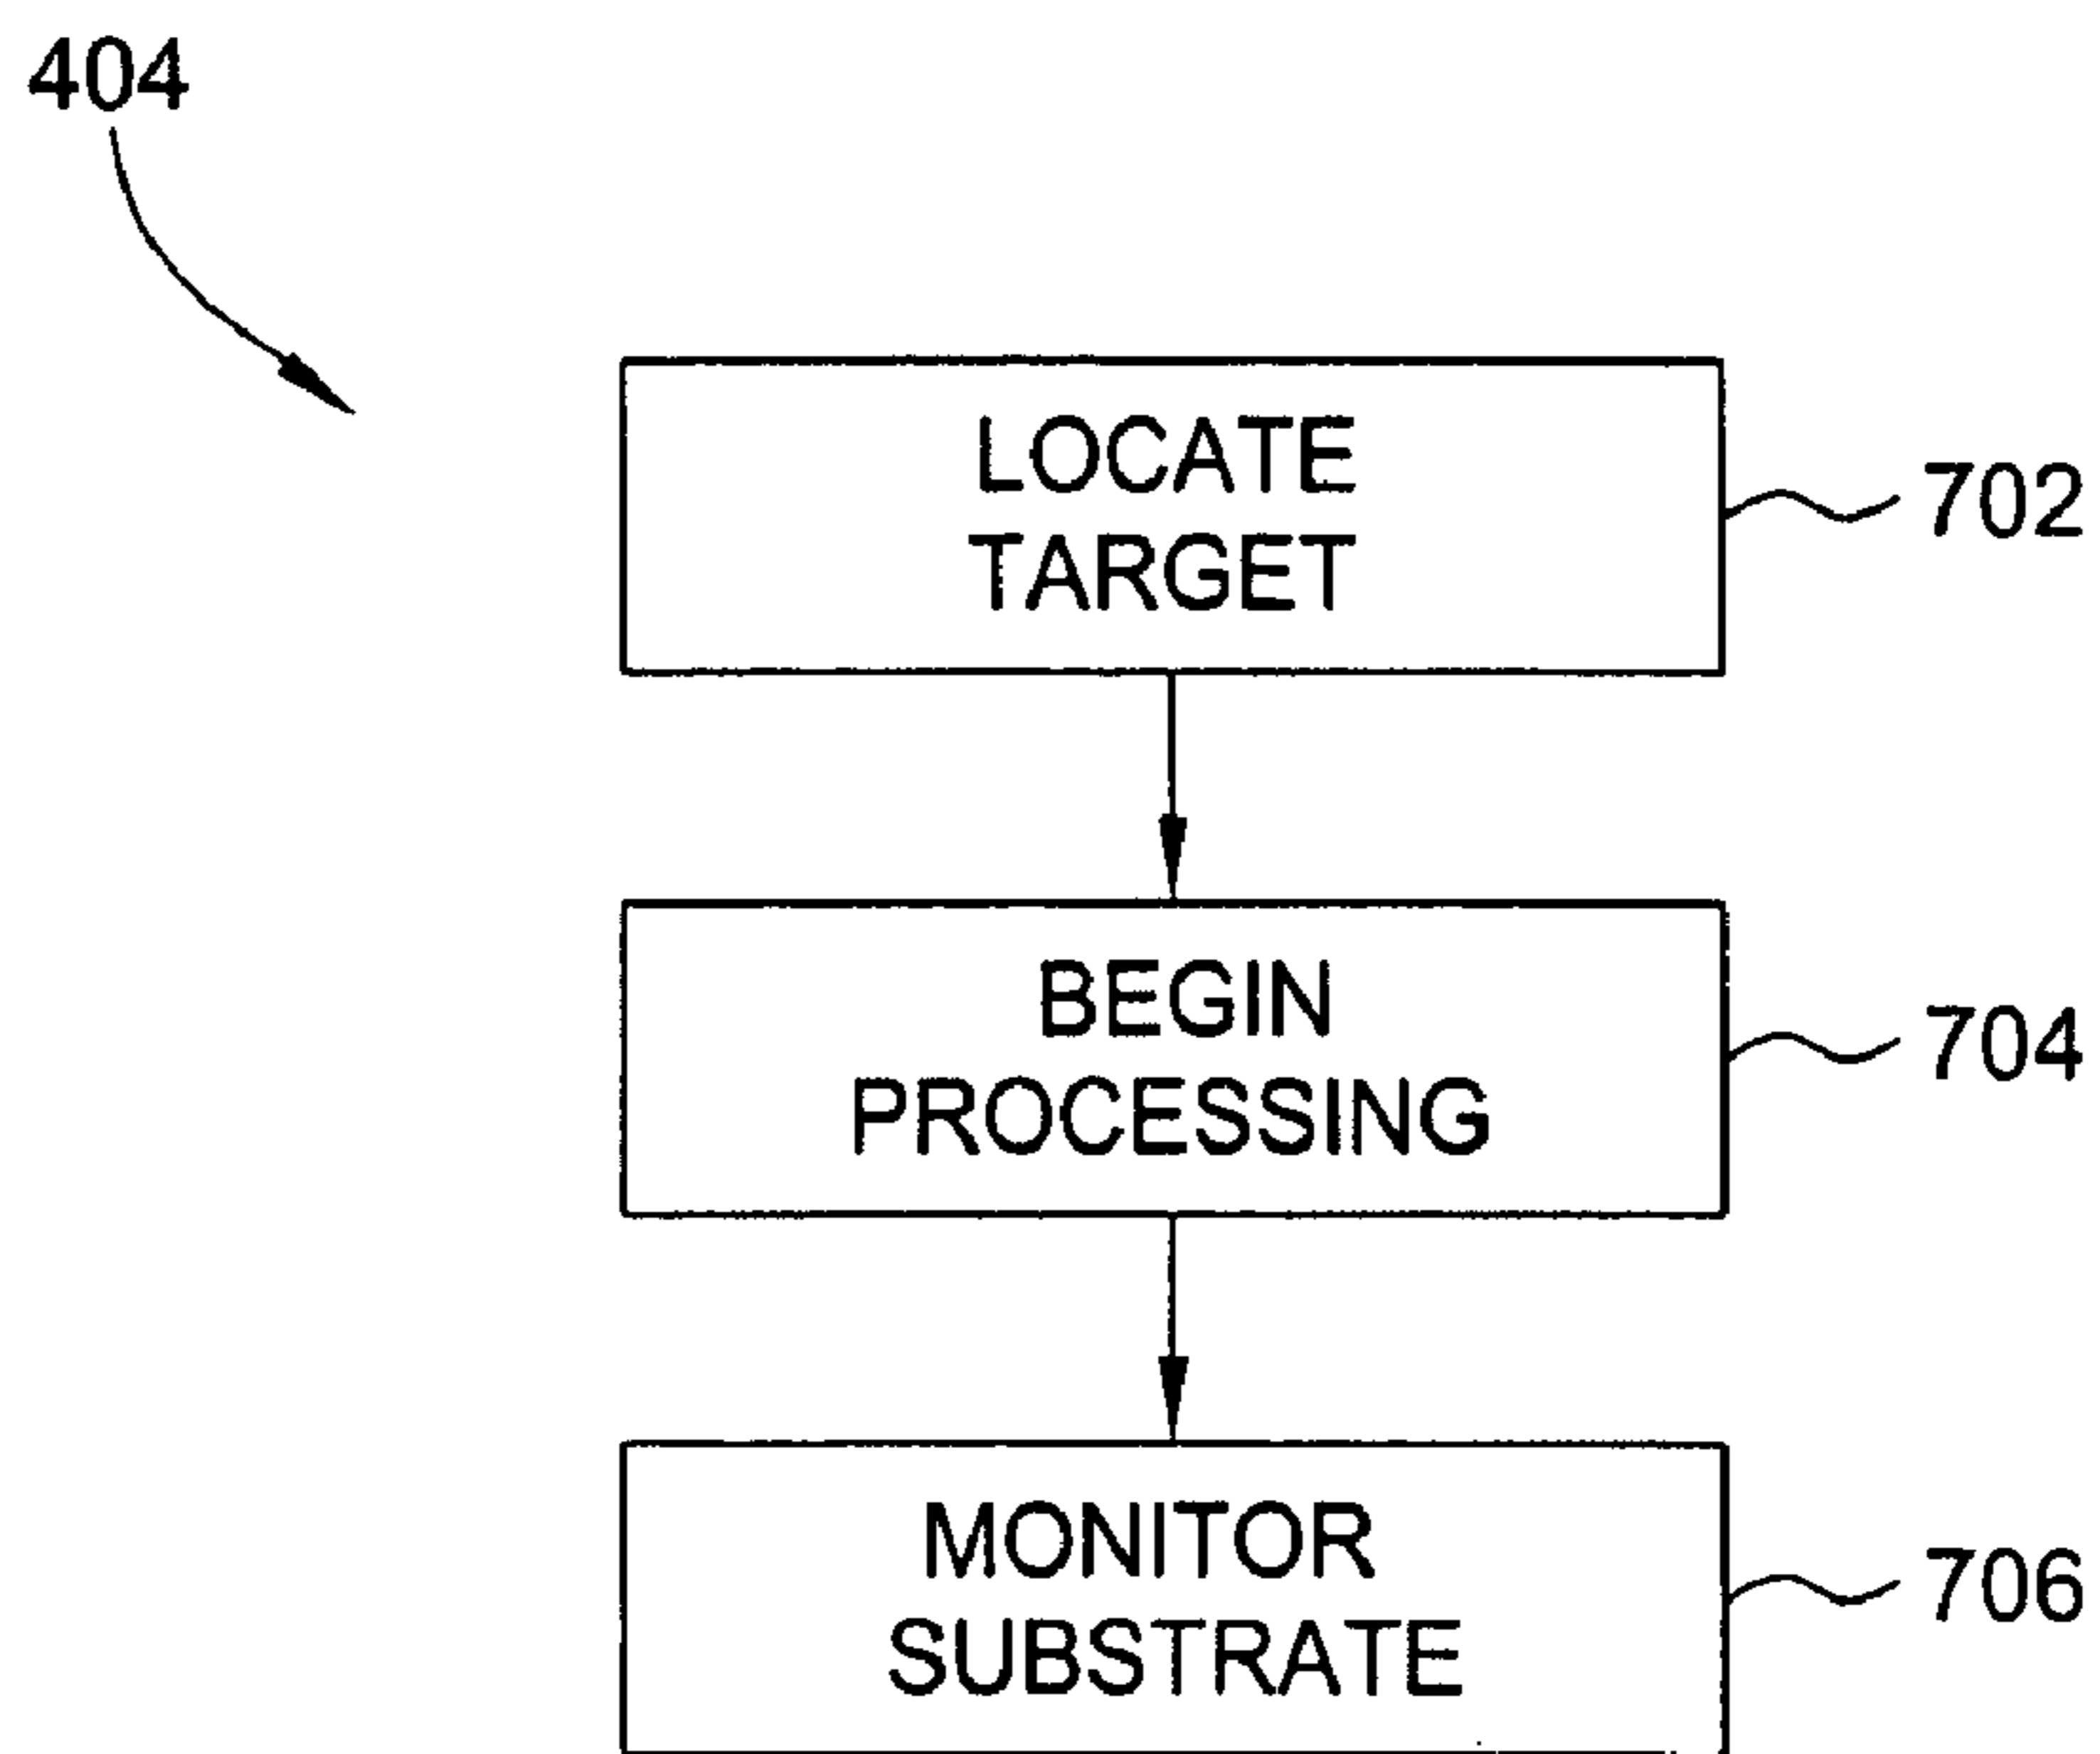 404
LOCATE
TARGET
702
BEGIN
PROCESSING
704
MONITOR
SUBSTRATE
706